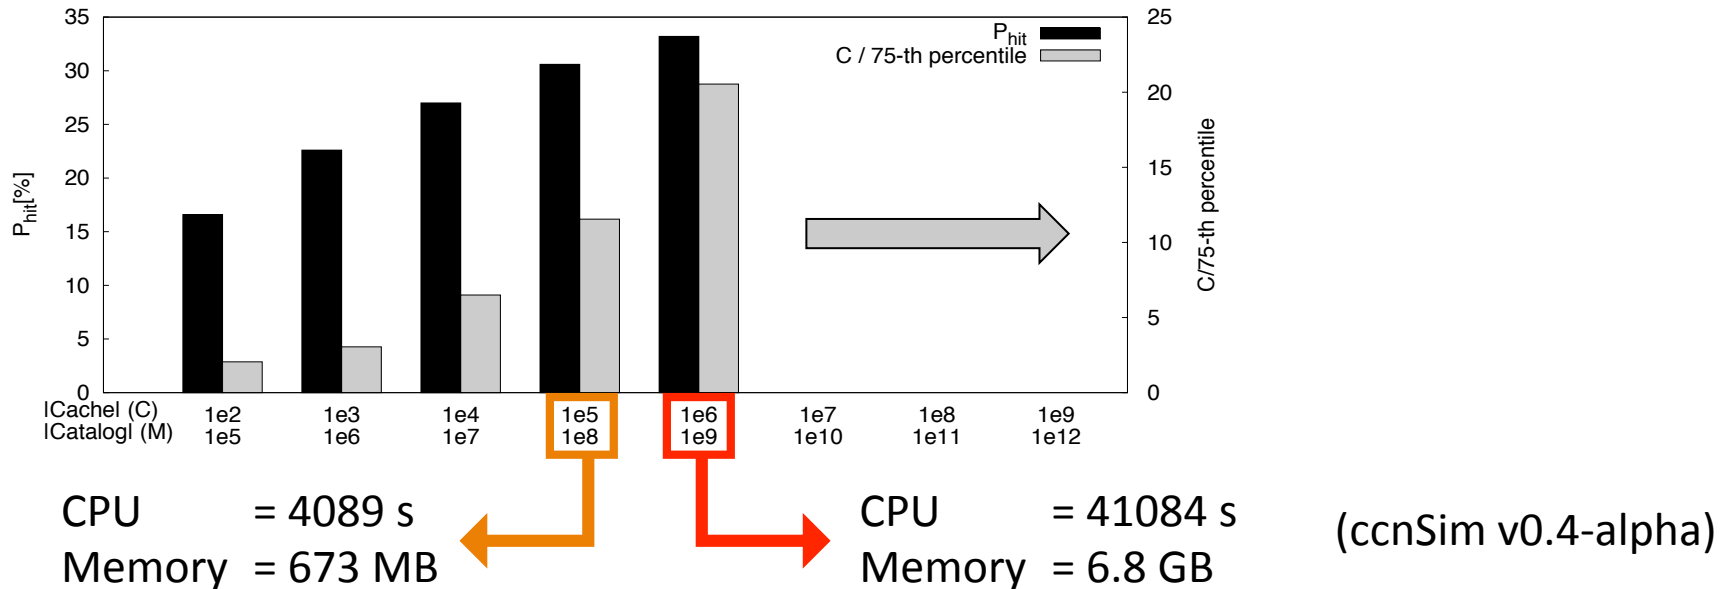 35 25
P_hit
C / 75-th percentile
30
20
25
20 15
P_hit[%]
C/75-th percentile
15
10
10
5
5
0 0
|Cache| (C) 1e2 1e3 1e4 1e5 1e6 1e7 1e8 1e9
|Catalog| (M) 1e5 1e6 1e7 1e8 1e9 1e10 1e11 1e12
CPU = 4089 s
Memory = 673 MB
CPU = 41084 s
Memory = 6.8 GB
(ccnSim v0.4-alpha)